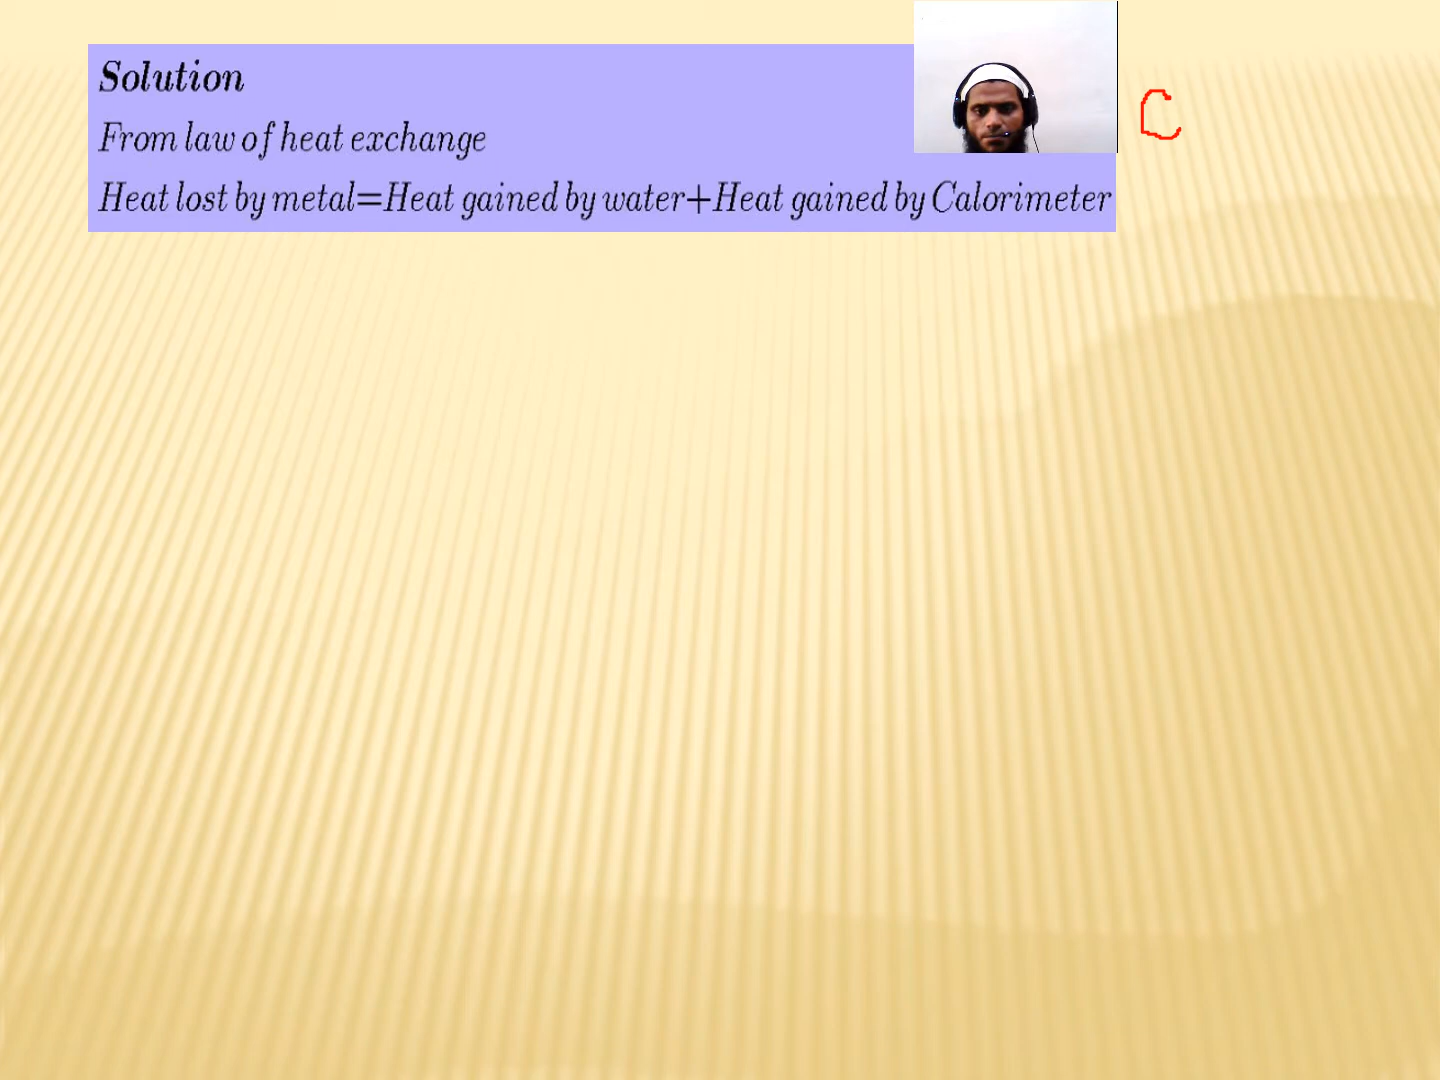 Solution
C
From law of heat exchange
Heat lost by metal=Heat gained by water+Heat gained by Calorimeter